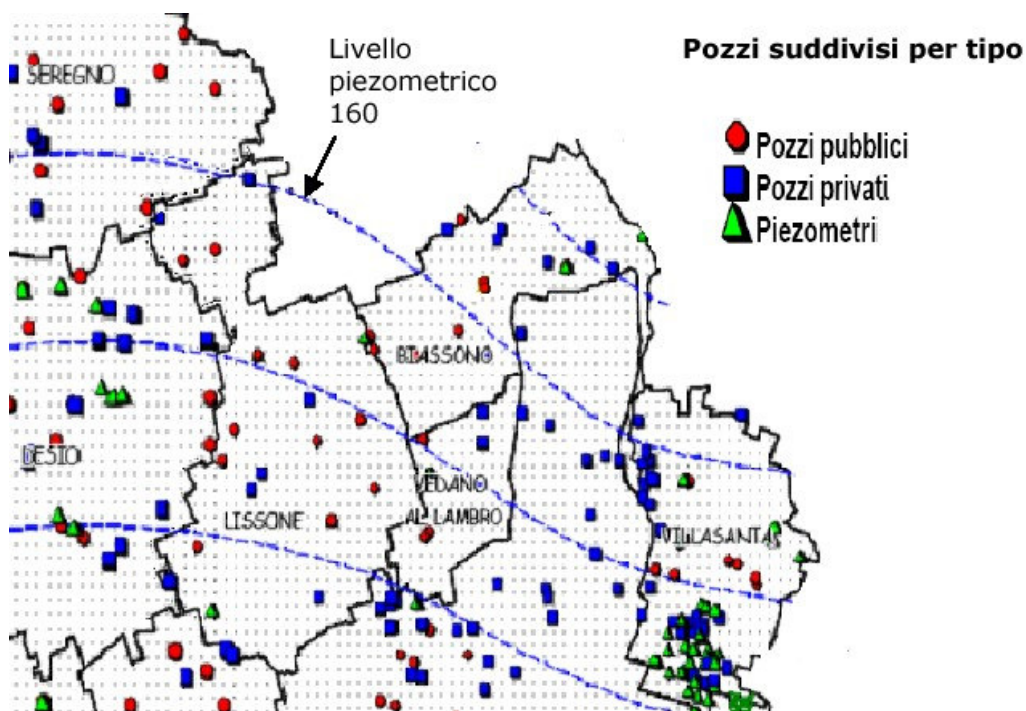 Livello
piezometrico
160
Pozzi suddivisi per tipo
Pozzi pubblici
Pozzi privati
Piezometri
SEREGNO
BIASSONO
DESIO
VEDANO
AL LAMBRO
LISSONE
VILLASANTA